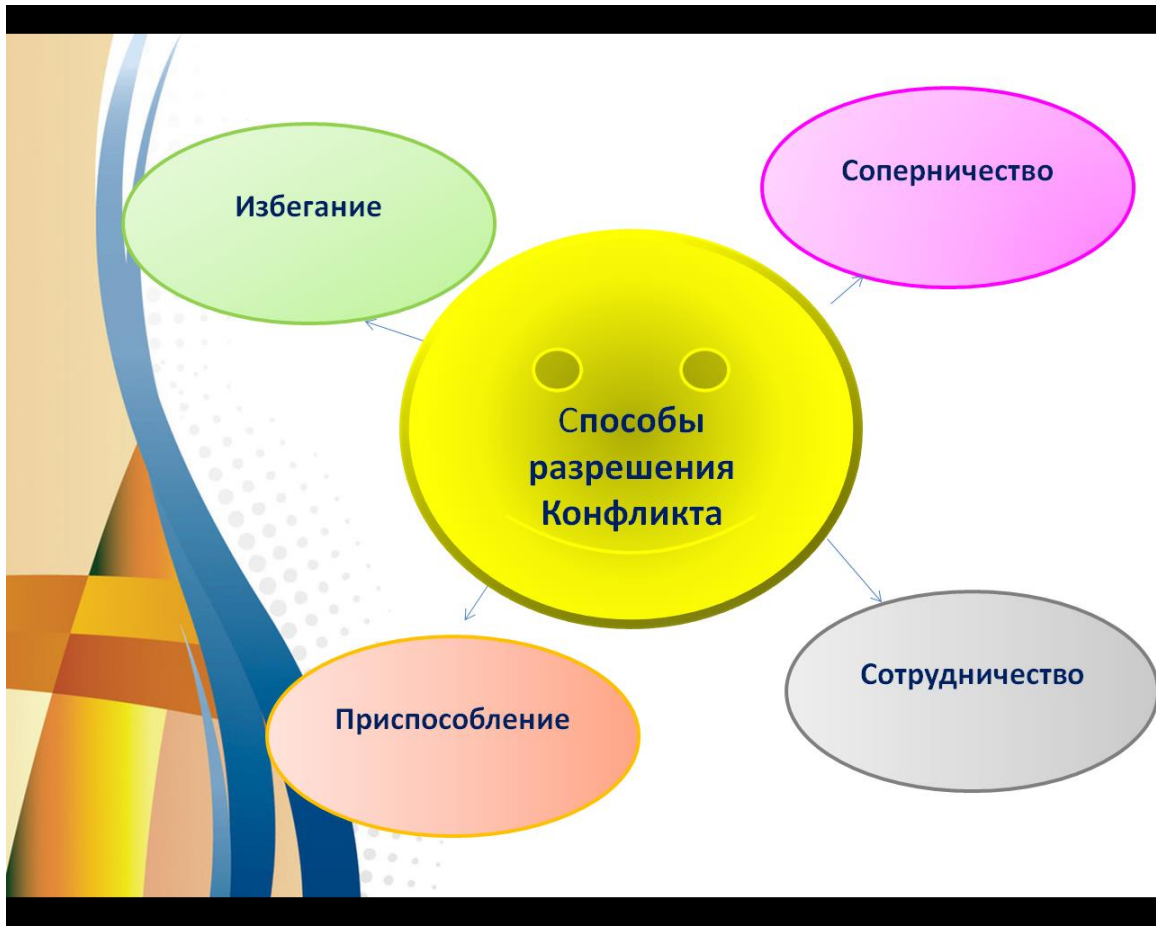 Избегание
Соперничество
Способы
разрешения
Конфликта
Приспособление
Сотрудничество